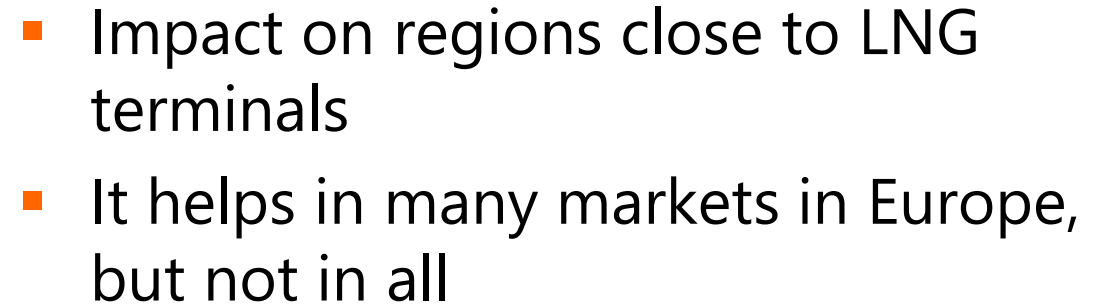 Impact on regions close to LNG
terminals
It helps in many markets in Europe,
but not in all